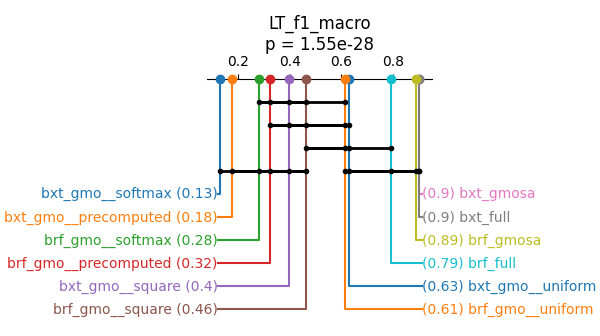 LT_f1_macro
p = 1.55e-28
0.2 0.4 0.6 0.8
bxt_gmo__softmax (0.13)
(0.9) bxt_gmosa
bxt_gmo__precomputed (0.18)
(0.9) bxt_full
brf_gmo__softmax (0.28)
(0.89) brf_gmosa
brf_gmo__precomputed (0.32)
(0.79) brf_full
bxt_gmo__square (0.4)
(0.63) bxt_gmo__uniform
brf_gmo__square (0.46)
(0.61) brf_gmo__uniform